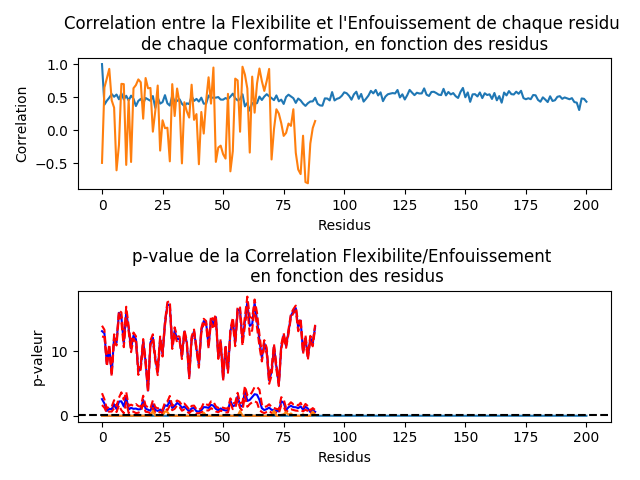 Correlation entre la Flexibilite et l'Enfouissement de chaque residu
de chaque conformation, en fonction des residus
1.0
0.5
0.0
−0.5
Correlation
0 25 50 75 100 125 150 175 200
Residus
p-value de la Correlation Flexibilite/Enfouissement
en fonction des residus
10
0
p-valeur
0 25 50 75 100 125 150 175 200
Residus